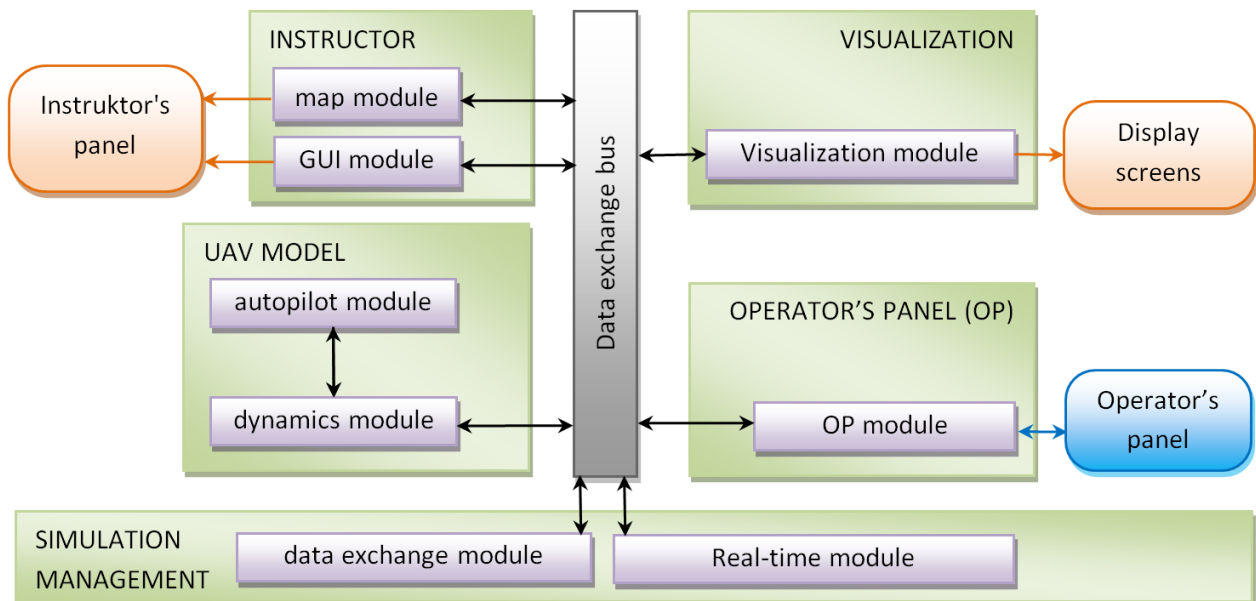 INSTRUCTOR
map module
GUI module
Instruktor's
panel
UAV MODEL
autopilot module
dynamics module
Data exchange bus
VISUALIZATION
Visualization module
Display
screens
OPERATOR’S PANEL (OP)
OP module
Operator’s
panel
SIMULATION
MANAGEMENT
data exchange module
Real-time module